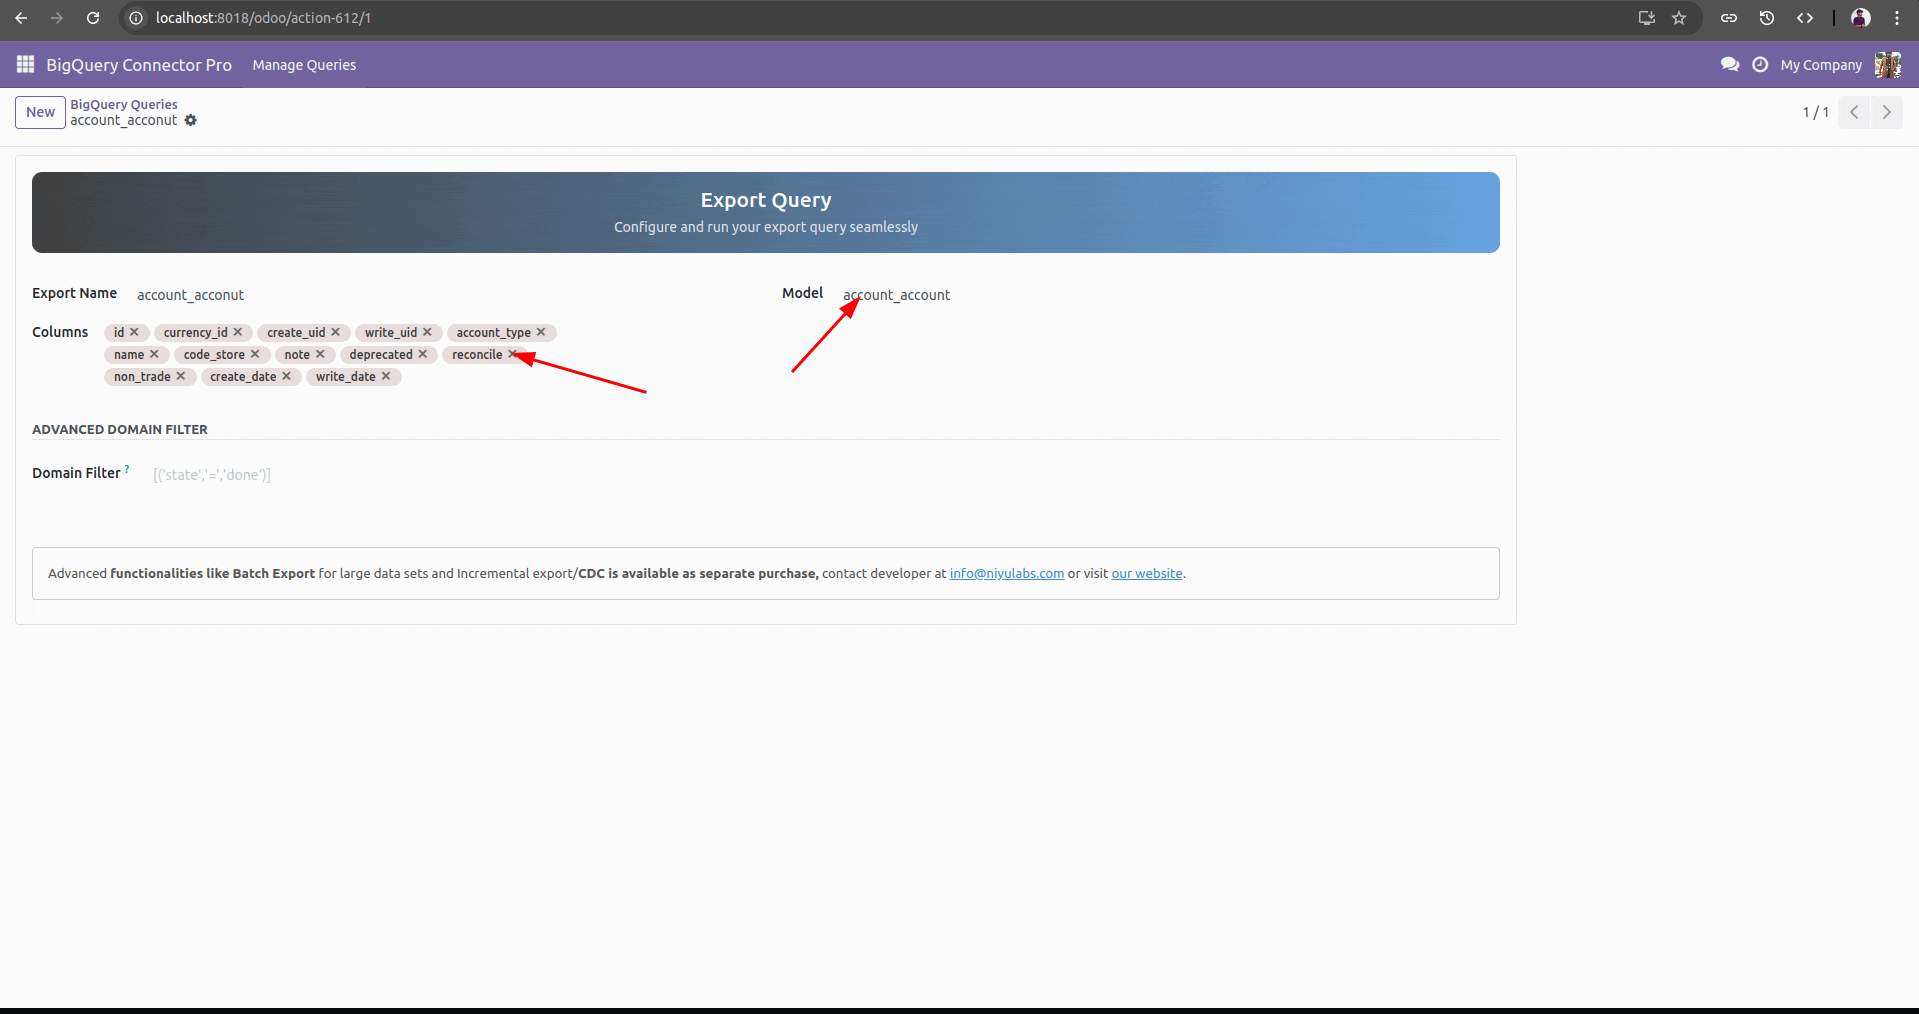 localhost:8018/odoo/action-612/1
BigQuery Connector Pro Manage Queries My Company
New BigQuery Queries
account_acconut 1 / 1
Export Query
Configure and run your export query seamlessly
Export Name account_acconut Model account_account
Columns id ✕ currency_id ✕ create_uid ✕ write_uid ✕ account_type ✕
name ✕ code_store ✕ note ✕ deprecated ✕ reconcile ✕
non_trade ✕ create_date ✕ write_date ✕
ADVANCED DOMAIN FILTER
Domain Filter ? [('state','=','done')]
Advanced functionalities like Batch Export for large data sets and Incremental export/CDC is available as separate purchase, contact developer at info@niyulabs.com or visit our website.